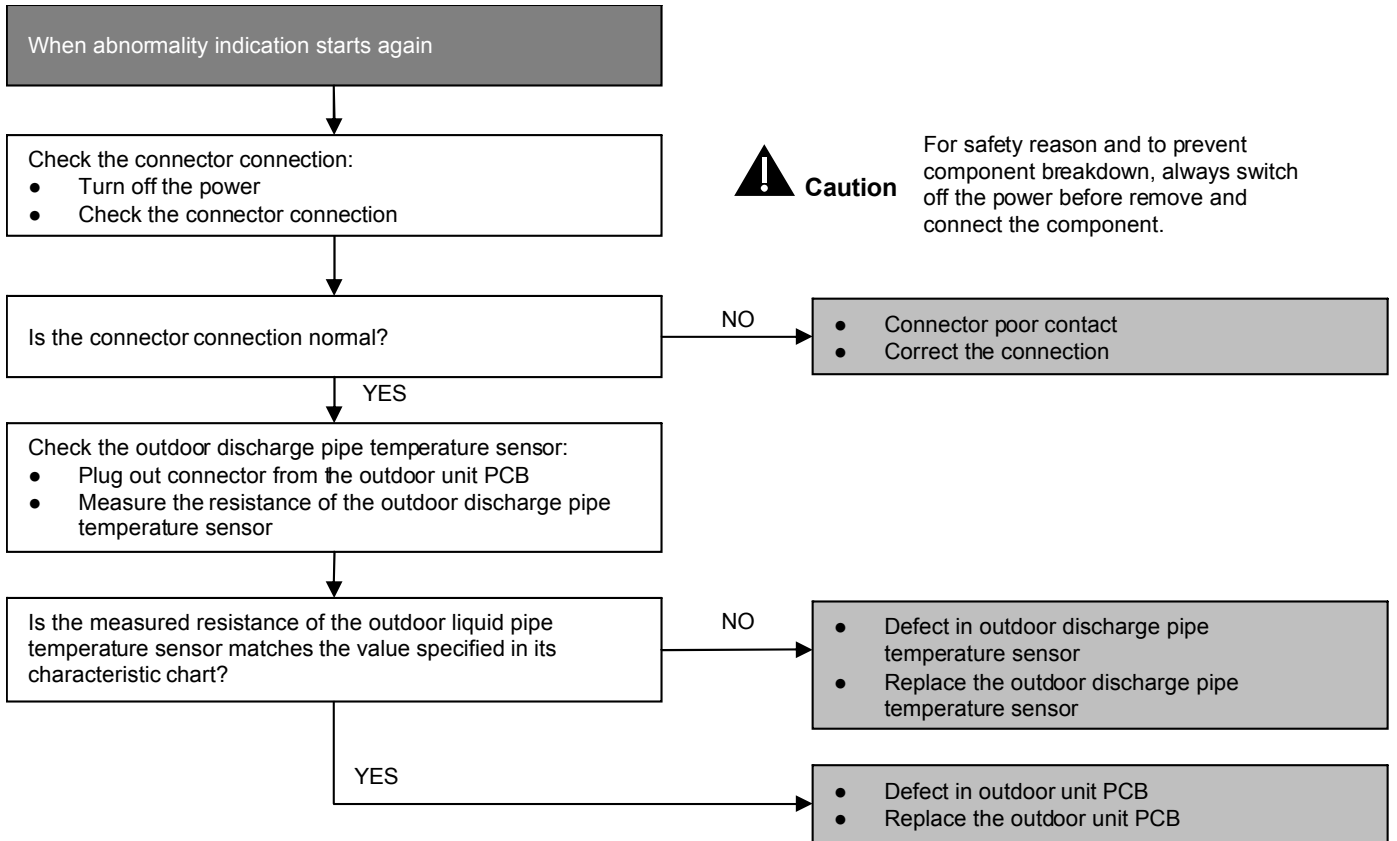 When abnormality indication starts again
Check the connector connection:
● Turn off the power
● Check the connector connection
Caution
For safety reason and to prevent
component breakdown, always switch
off the power before remove and
connect the component.
Is the connector connection normal?
NO
● Connector poor contact
● Correct the connection
YES
Check the outdoor discharge pipe temperature sensor:
● Plug out connector from the outdoor unit PCB
● Measure the resistance of the outdoor discharge pipe
temperature sensor
Is the measured resistance of the outdoor liquid pipe
temperature sensor matches the value specified in its
characteristic chart?
NO
● Defect in outdoor discharge pipe
temperature sensor
● Replace the outdoor discharge pipe
temperature sensor
YES
● Defect in outdoor unit PCB
● Replace the outdoor unit PCB